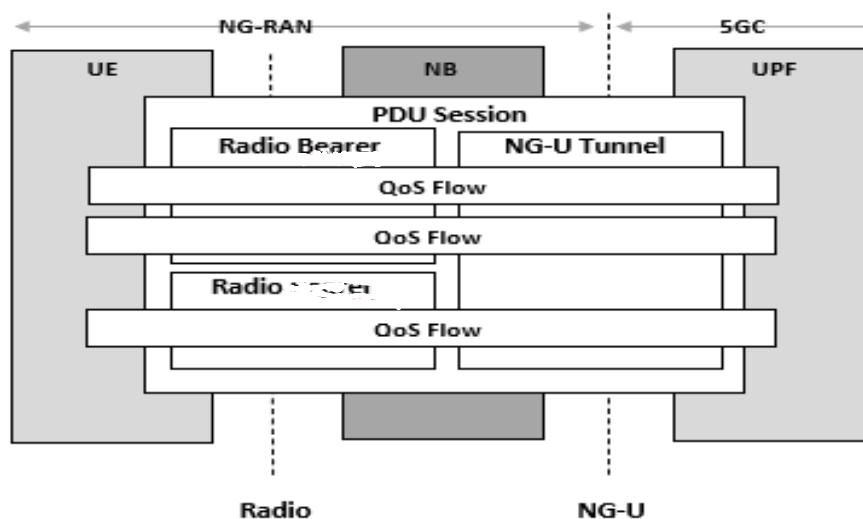 NG-RAN 5GC
UE NB UPF
PDU Session
Radio Bearer NG-U Tunnel
QoS Flow
QoS Flow
Radio
QoS Flow
Radio NG-U